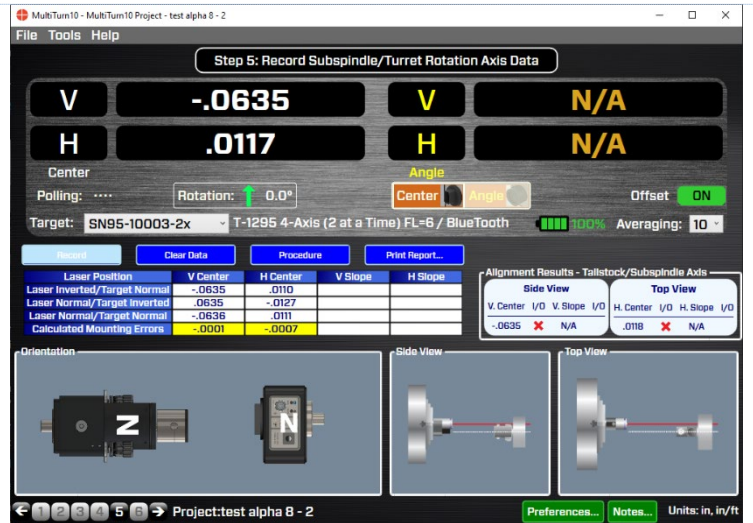 MultiTurn10 - MultiTurn10 Project - test alpha 8 - 2
File Tools Help
Step 5: Record Subspindle/Turret Rotation Axis Data
V -.0635 V N/A
H .0117 H N/A
Center Angle
Polling: ···· Rotation: 0.0° Center Angle Offset ON
Target: SN95-10003-2x T-1295 4-Axis (2 at a Time) FL=6 / BlueTooth 100% Averaging: 10
Record Clear Data Procedure Print Report...
Laser Position V Center H Center V Slope H Slope
Laser Inverted/Target Normal -.0635 .0110
Laser Normal/Target Inverted .0635 -.0127
Laser Normal/Target Normal -.0636 .0111
Calculated Mounting Errors -.0001 -.0007
Alignment Results - Tailstock/Subspindle Axis
Side View Top View
V. Center I/O V. Slope I/O H. Center I/O H. Slope I/O
-.0635 N/A .0118 N/A
Orientation Side View Top View
N N
1 2 3 4 5 6 Project:test alpha 8 - 2 Preferences... Notes... Units: in, in/ft